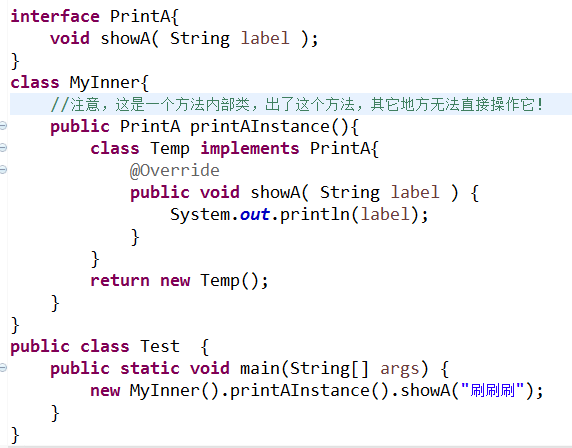 interface PrintA{
    void showA( String label );
}
class MyInner{
    //注意，这是一个方法内部类，出了这个方法，其它地方无法直接操作它！
    public PrintA printAInstance(){
        class Temp implements PrintA{
            @Override
            public void showA( String label ) {
                System.out.println(label);
            }
        }
        return new Temp();
    }
}
public class Test  {
    public static void main(String[] args) {
        new MyInner().printAInstance().showA("刷刷刷");
    }
}